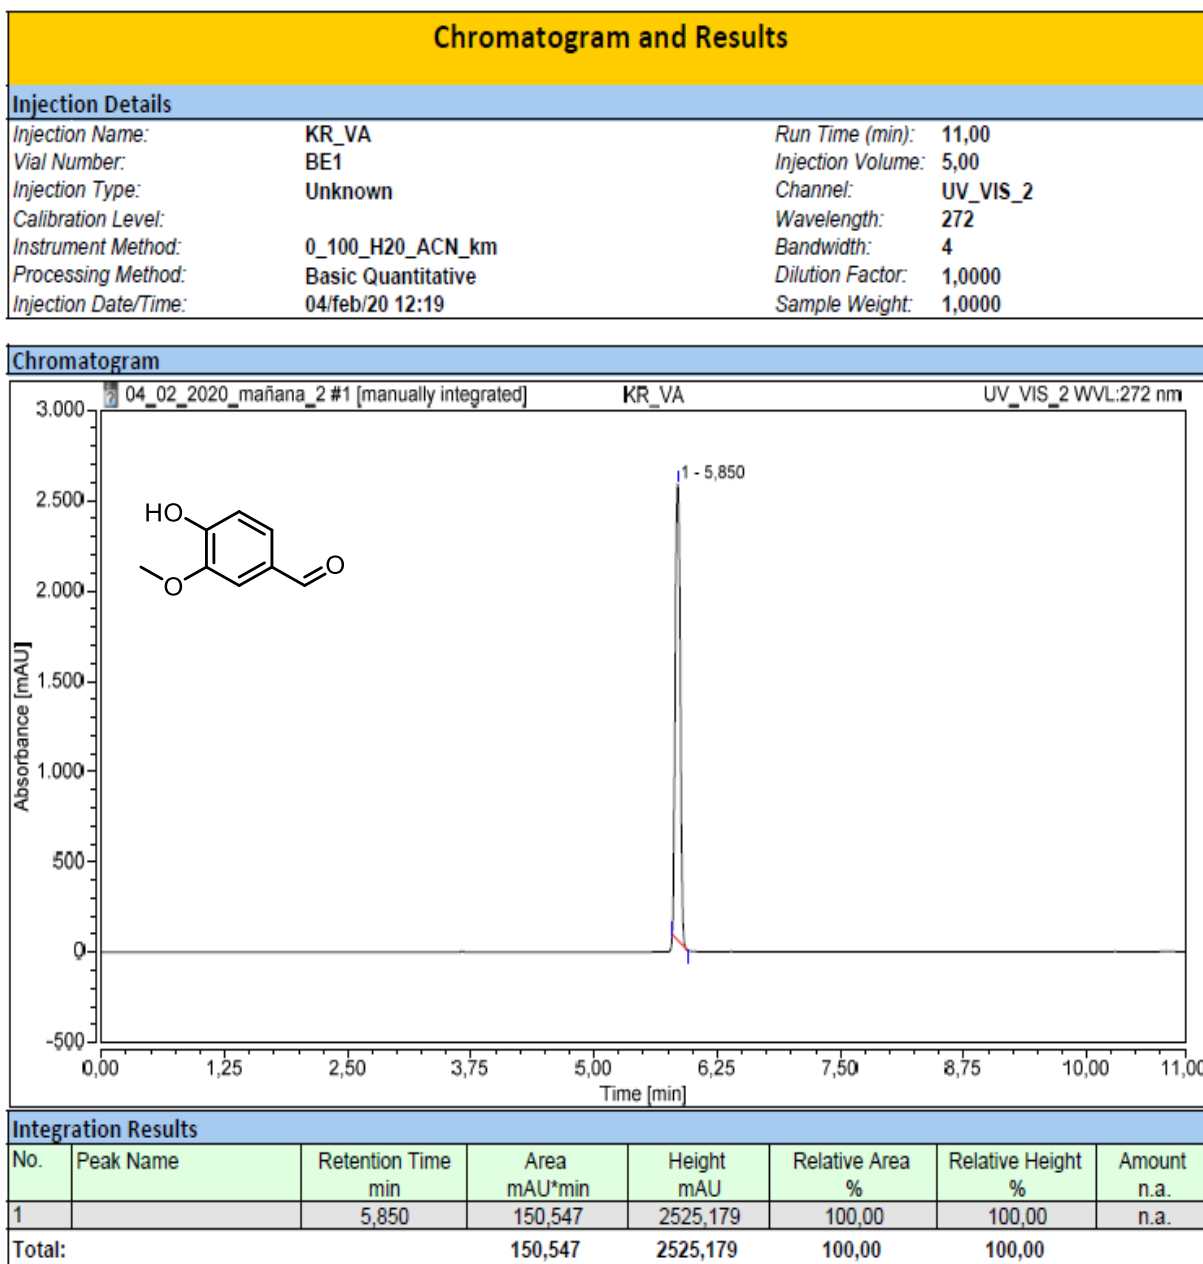 Chromatogram and Results
Injection Details
Injection Name: KR_VA Run Time (min): 11,00
Vial Number: BE1 Injection Volume: 5,00
Injection Type: Unknown Channel: UV_VIS_2
Calibration Level: Wavelength: 272
Instrument Method: 0_100_H20_ACN_km Bandwidth: 4
Processing Method: Basic Quantitative Dilution Factor: 1,0000
Injection Date/Time: 04/feb/20 12:19 Sample Weight: 1,0000
Chromatogram
04_02_2020_mañana_2 #1 [manually integrated] KR_VA UV_VIS_2 WVL:272 nm
3.000
1 - 5,850
2.500
HO
O
O
2.000
1.500
1.000
500
0
-500
Absorbance [mAU]
0,00 1,25 2,50 3,75 5,00 6,25 7,50 8,75 10,00 11,00
Time [min]
Integration Results
No. Peak Name Retention Time Area Height Relative Area Relative Height Amount
min mAU*min mAU % % n.a.
1 5,850 150,547 2525,179 100,00 100,00 n.a.
Total: 150,547 2525,179 100,00 100,00